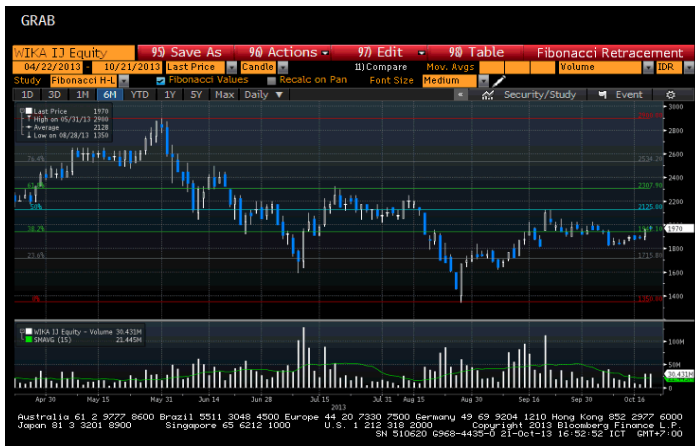 GRAB
WIKA IJ Equity 95) Save As 96) Actions 97) Edit 98) Table Fibonacci Retracement
04/22/2013 - 10/21/2013 Last Price Candle 11) Compare Mov. Avgs Volume IDR
Study Fibonacci H-L Fibonacci Values Recalc on Pan Font Size Medium
1D 3D 1M 6M YTD 1Y 5Y Max Daily ▼ « Security/Study Event
Last Price 1970
High on 05/31/13 2900
Average 2128
Low on 08/28/13 1350
3000
2800
76.4% 2534.20
2600
2400
61.8% 2307.90
2200
50% 2125.00
2000
38.2%
1970
23.6% 1715.80
1800
1600
1400
0%
WIKA IJ Equity - Volume 30.431M
SMAVG (15) 21.445M
100M
50M
30.431M
0
Apr 30 May 15 May 31 Jun 14 Jun 28 Jul 15 Jul 31 Aug 15 Aug 30 Sep 16 Sep 30 Oct 16
2013
Australia 61 2 9777 8600 Brazil 5511 3048 4500 Europe 44 20 7330 7500 Germany 49 69 9204 1210 Hong Kong 852 2977 6000
Japan 81 3 3201 8900 Singapore 65 6212 1000 U.S. 1 212 318 2000 Copyright 2013 Bloomberg Finance L.P.
SN 510620 G968-4435-0 21-Oct-13 16:52:52 ICT GMT+7:00